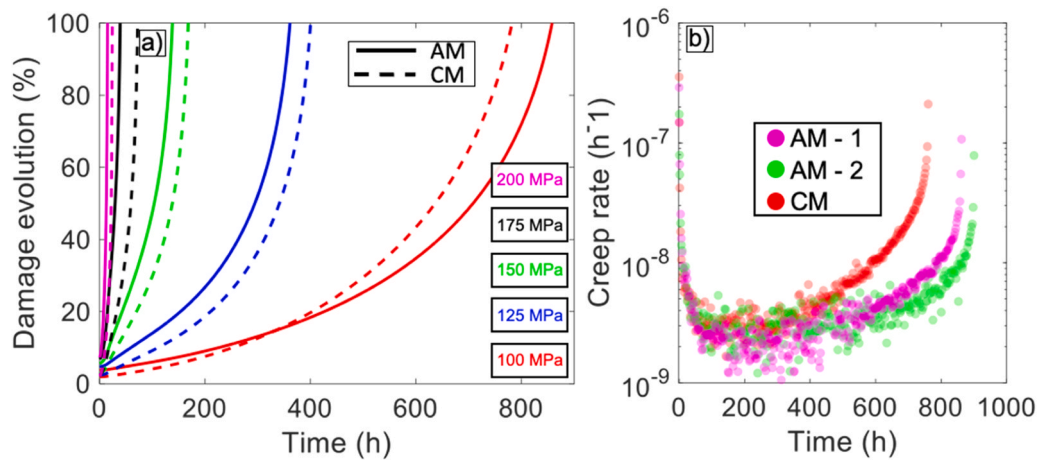 a)
AM
CM
200 MPa
175 MPa
150 MPa
125 MPa
100 MPa
Damage evolution (%)
100
80
60
40
20
0
0 200 400 600 800
Time (h)
b)
AM - 1
AM - 2
CM
Creep rate (h^-1)
10^-6
10^-7
10^-8
10^-9
0 200 400 600 800 1000
Time (h)